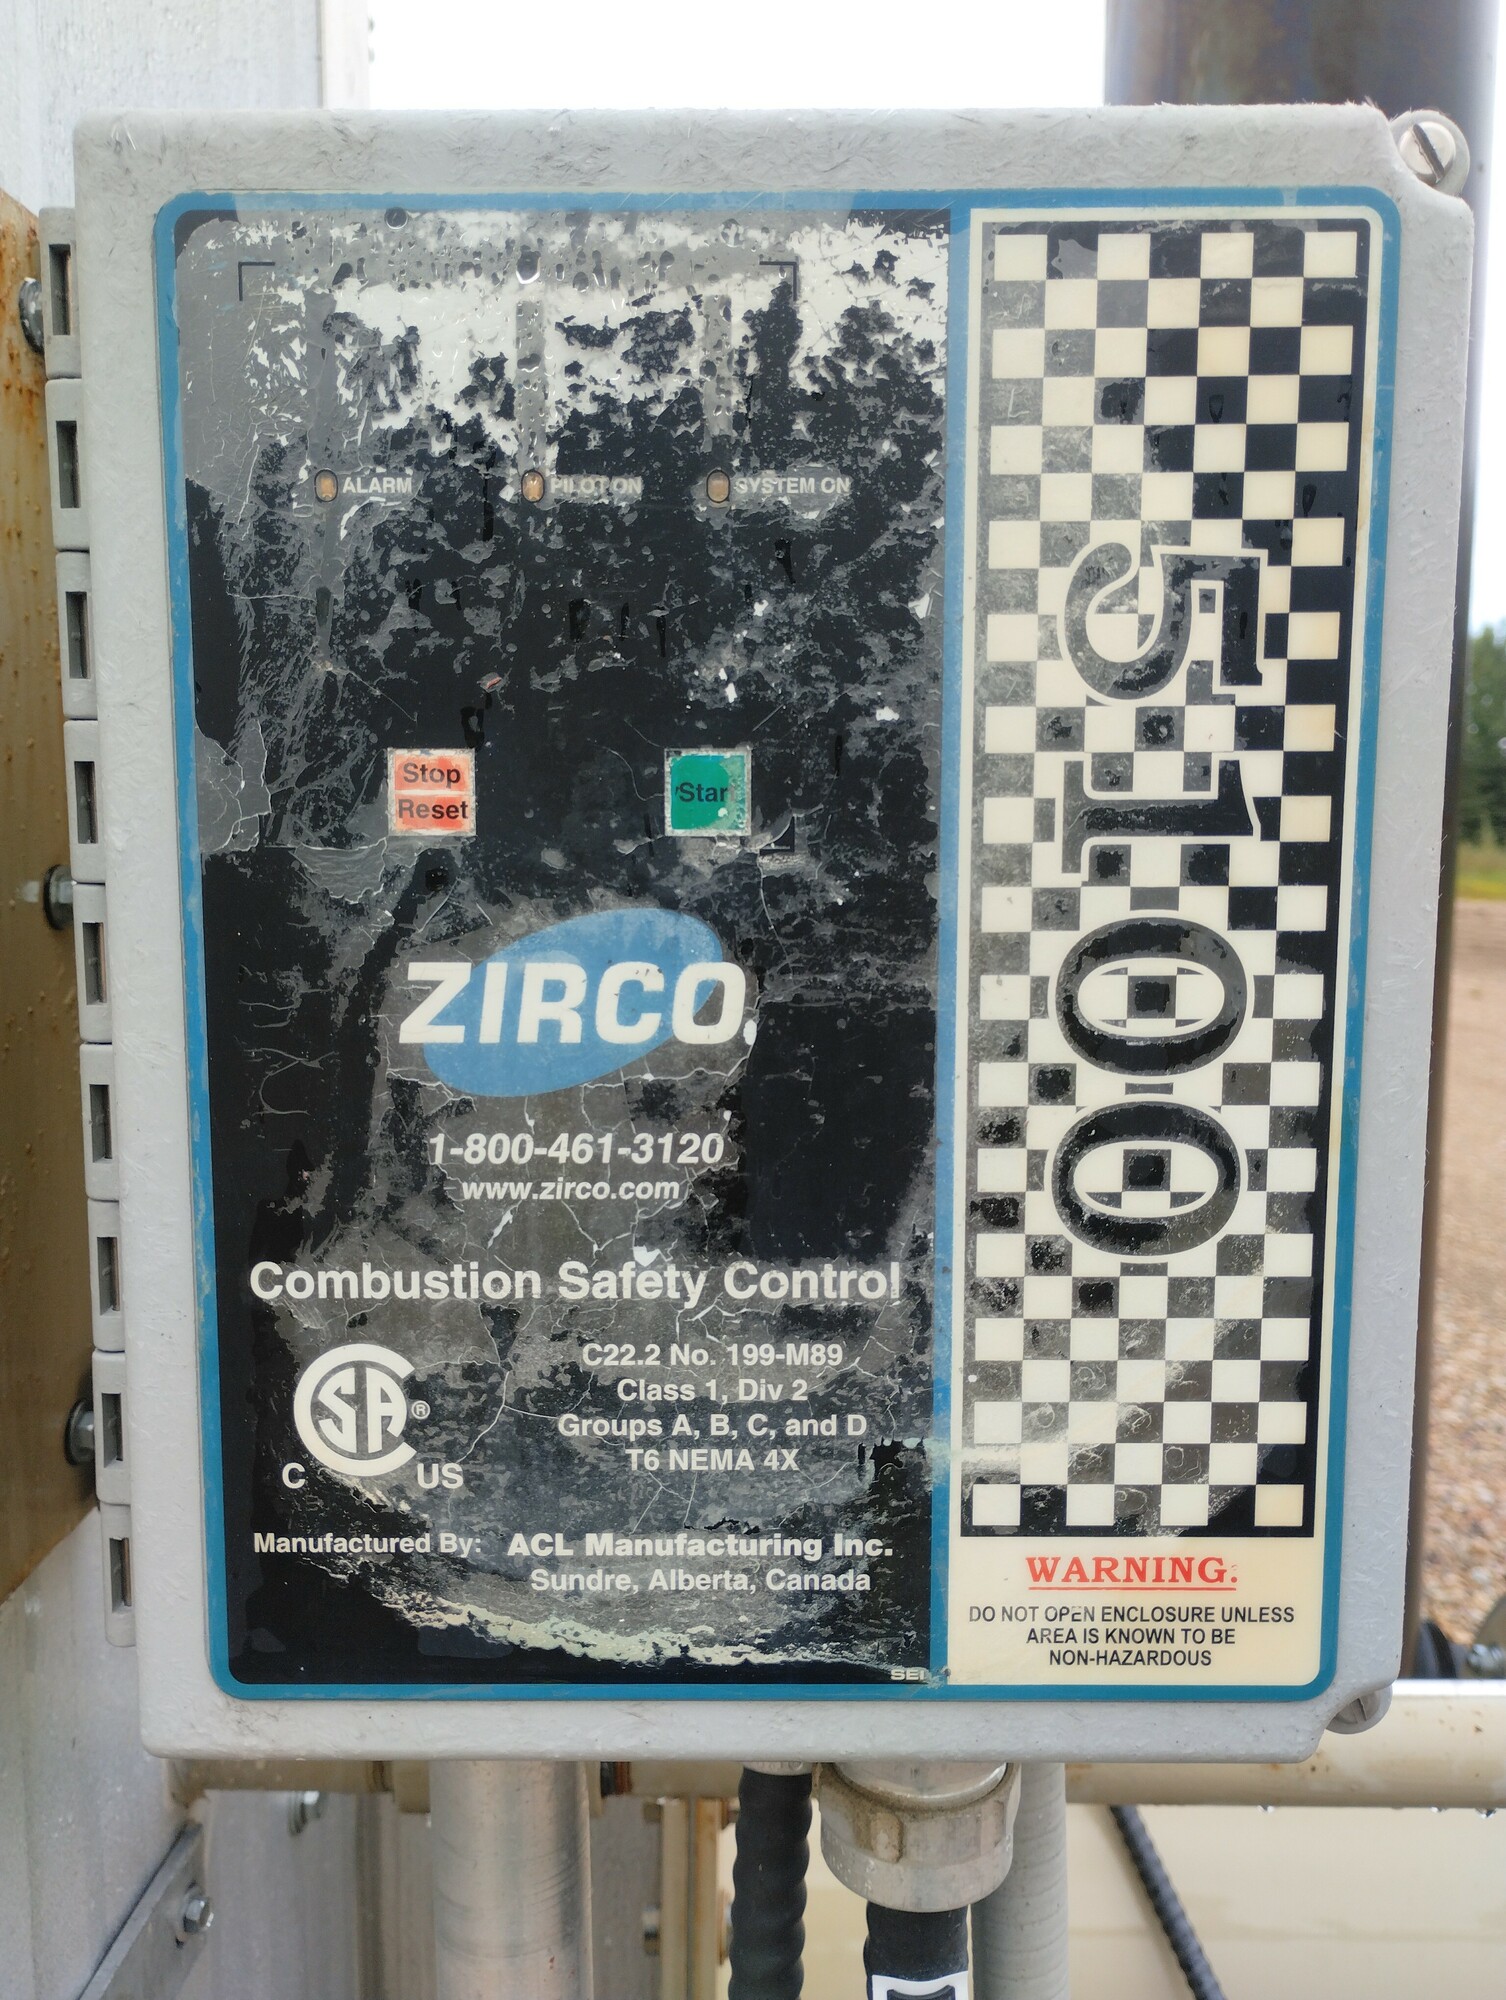 ALARM PILOT ON SYSTEM ON
Stop
Reset
Star
ZIRCO
1-800-461-3120
www.zirco.com
Combustion Safety Control
CSA®
C US
C22.2 No. 199-M89
Class 1, Div 2
Groups A, B, C, and D
T6 NEMA 4X
Manufactured By: ACL Manufacturing Inc.
Sundre, Alberta, Canada
SEI
5100
WARNING:
DO NOT OPEN ENCLOSURE UNLESS
AREA IS KNOWN TO BE
NON-HAZARDOUS